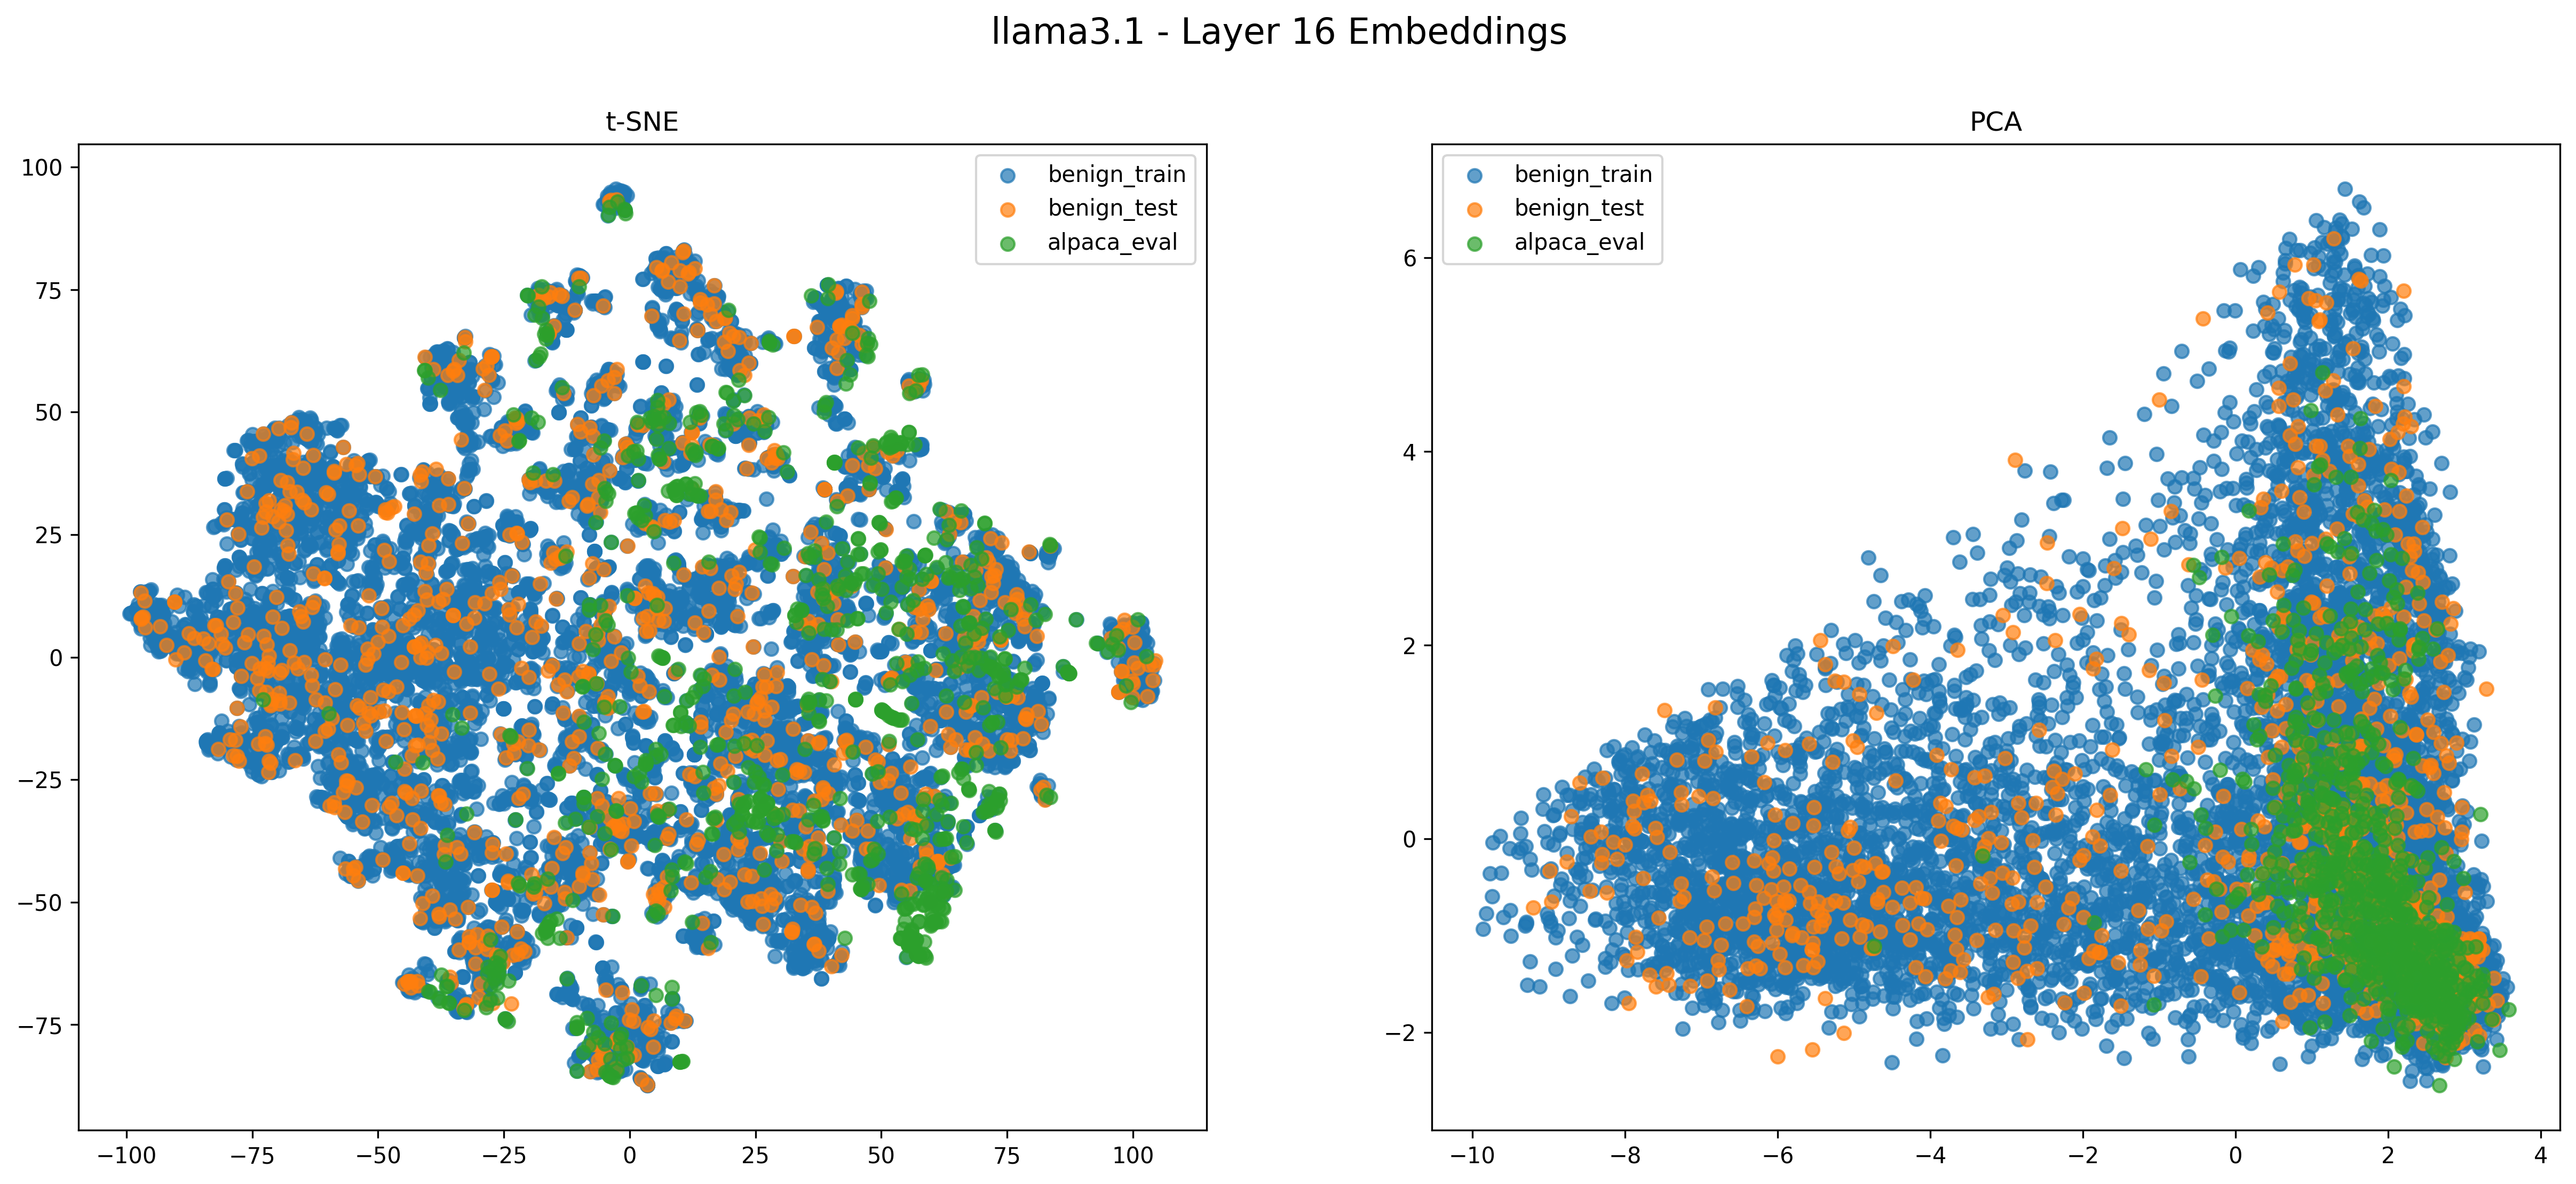 llama3.1 - Layer 16 Embeddings
t-SNE
benign_train
benign_test
alpaca_eval
100
75
50
25
0
−25
−50
−75
−100 −75 −50 −25 0 25 50 75 100
PCA
benign_train
benign_test
alpaca_eval
6
4
2
0
−2
−10 −8 −6 −4 −2 0 2 4